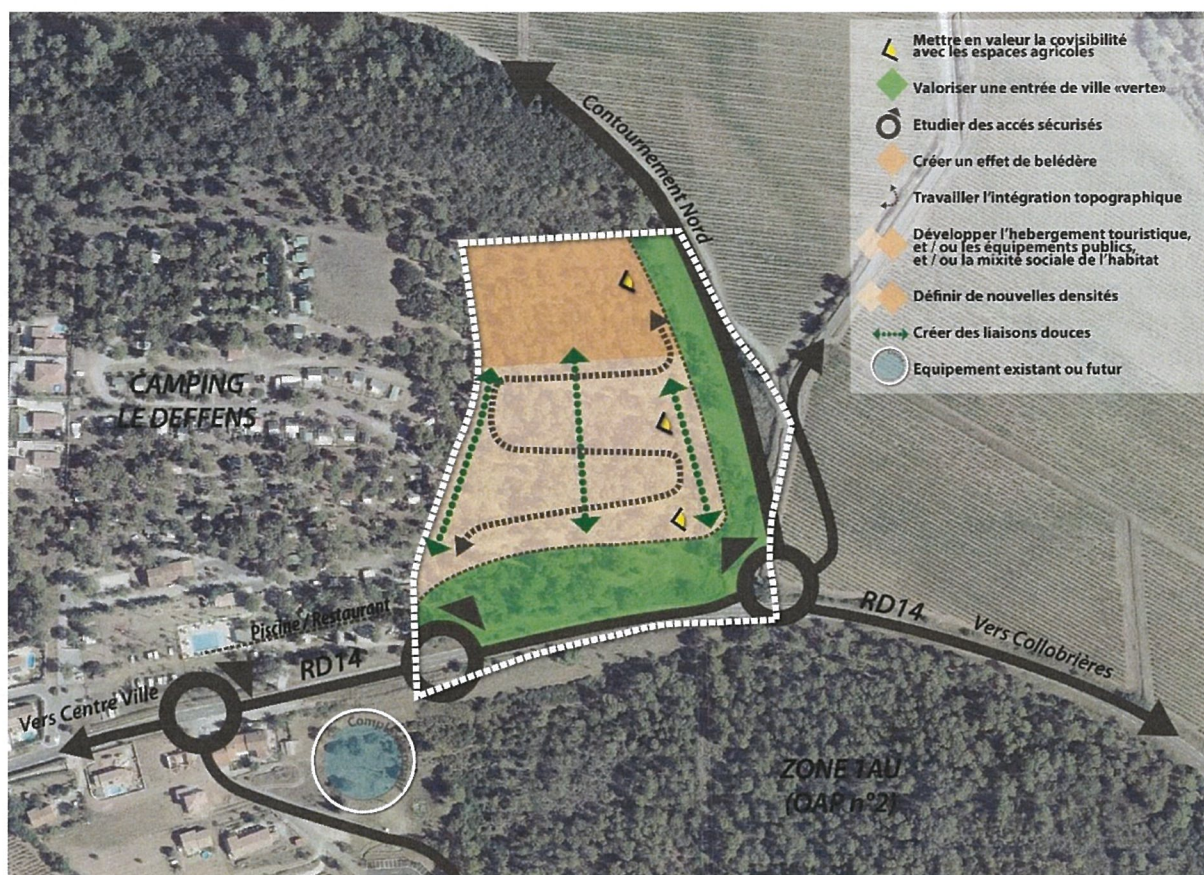 Mettre en valeur la covisibilité
avec les espaces agricoles
Valoriser une entrée de ville «verte»
Etudier des accés sécurisés
Créer un effet de belédère
Travailler l'intégration topographique
Développer l'hebergement touristique,
et / ou les équipements publics,
et / ou la mixité sociale de l'habitat
Définir de nouvelles densités
Créer des liaisons douces
Equipement existant ou futur
Contournement Nord
CAMPING
LE DEFFENS
Piscine / Restaurant
RD14
Vers Centre Ville
RD14
Vers Collobrières
ZONE 1AU
(OAP n°2)